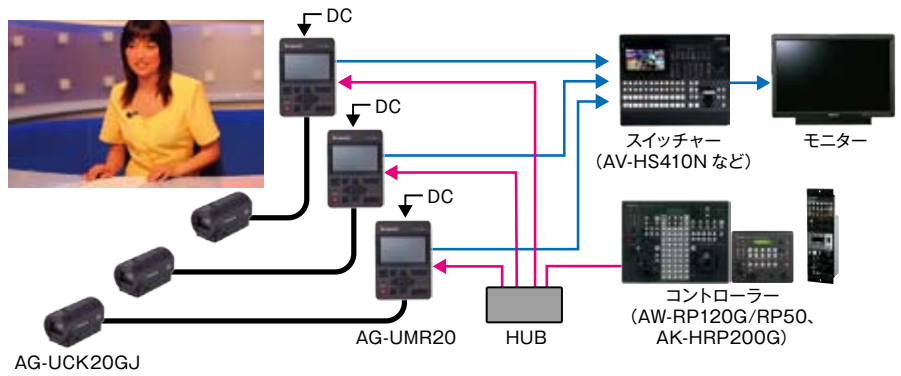 DC
DC
DC
スイッチャー
（AV-HS410N など）
モニター
コントローラー
（AW-RP120G/RP50、
AK-HRP200G）
AG-UMR20
HUB
AG-UCK20GJ